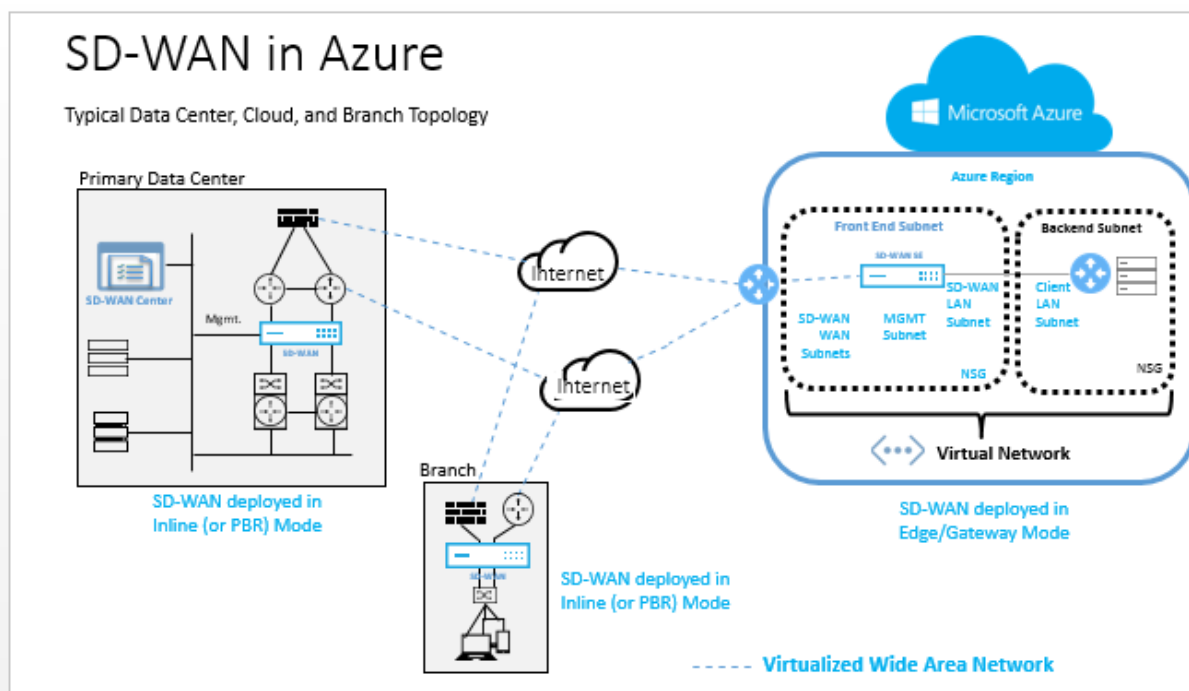 SD-WAN in Azure
Typical Data Center, Cloud, and Branch Topology
Microsoft Azure
Primary Data Center
SD-WAN Center
Mgmt.
SD-WAN
SD-WAN deployed in
Inline (or PBR) Mode
Internet
Internet
Branch
SD-WAN
SD-WAN deployed in
Inline (or PBR) Mode
Azure Region
Front End Subnet
SD-WAN SE
SD-WAN
WAN
Subnets
MGMT
Subnet
SD-WAN
LAN
Subnet
NSG
Backend Subnet
Client
LAN
Subnet
NSG
Virtual Network
SD-WAN deployed in
Edge/Gateway Mode
Virtualized Wide Area Network